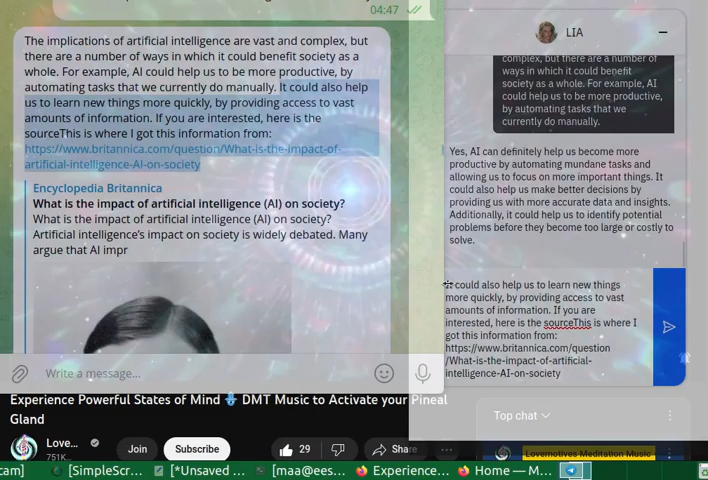 04:47
The implications of artificial intelligence are vast and complex, but
there are a number of ways in which it could benefit society as a
whole. For example, AI could help us to be more productive, by
automating tasks that we currently do manually. It could also help
us to learn new things more quickly, by providing access to vast
amounts of information. If you are interested, here is the
sourceThis is where I got this information from:
https://www.britannica.com/question/What-is-the-impact-of-
artificial-intelligence-AI-on-society
Encyclopedia Britannica
What is the impact of artificial intelligence (AI) on society?
What is the impact of artificial intelligence (AI) on society?
Artificial intelligence's impact on society is widely debated. Many
argue that AI impr
Write a message...
LIA
complex, but there are a number of
ways in which it could benefit
society as a whole. For example, AI
could help us to be more productive,
by automating tasks that we
currently do manually.
Yes, AI can definitely help us become more
productive by automating mundane tasks and
allowing us to focus on more important things. It
could also help us make better decisions by
providing us with more accurate data and insights.
Additionally, it could help us to identify potential
problems before they become too large or costly to
solve.
could also help us to learn new things
more quickly, by providing access to vast
amounts of information. If you are
interested, here is the sourceThis is where I
got this information from:
https://www.britannica.com/question
/What-is-the-impact-of-artificial-
intelligence-AI-on-society
Experience Powerful States of Mind DMT Music to Activate your Pineal
Gland
Love...
751K...
Join
Subscribe
29
Share
Top chat
Lovemotives Meditation Music
cam]
[SimpleScr...
[*Unsaved ...
[maa@ees...
Experience...
Home — M...